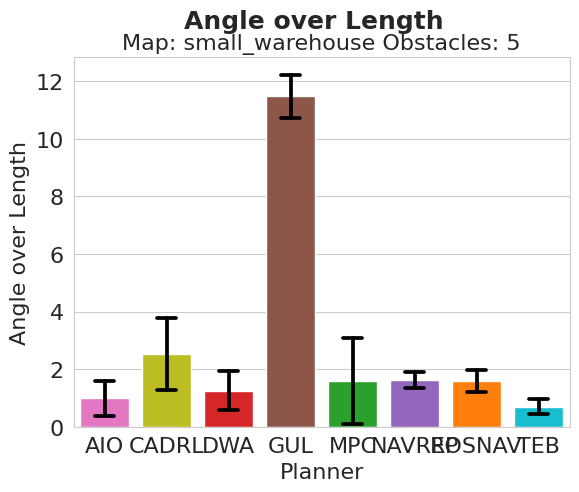 Angle over Length
Map: small_warehouse Obstacles: 5
Angle over Length
12
10
8
6
4
2
0
AIO CADRL DWA GUL MPC NAVREP ROSNAV TEB
Planner